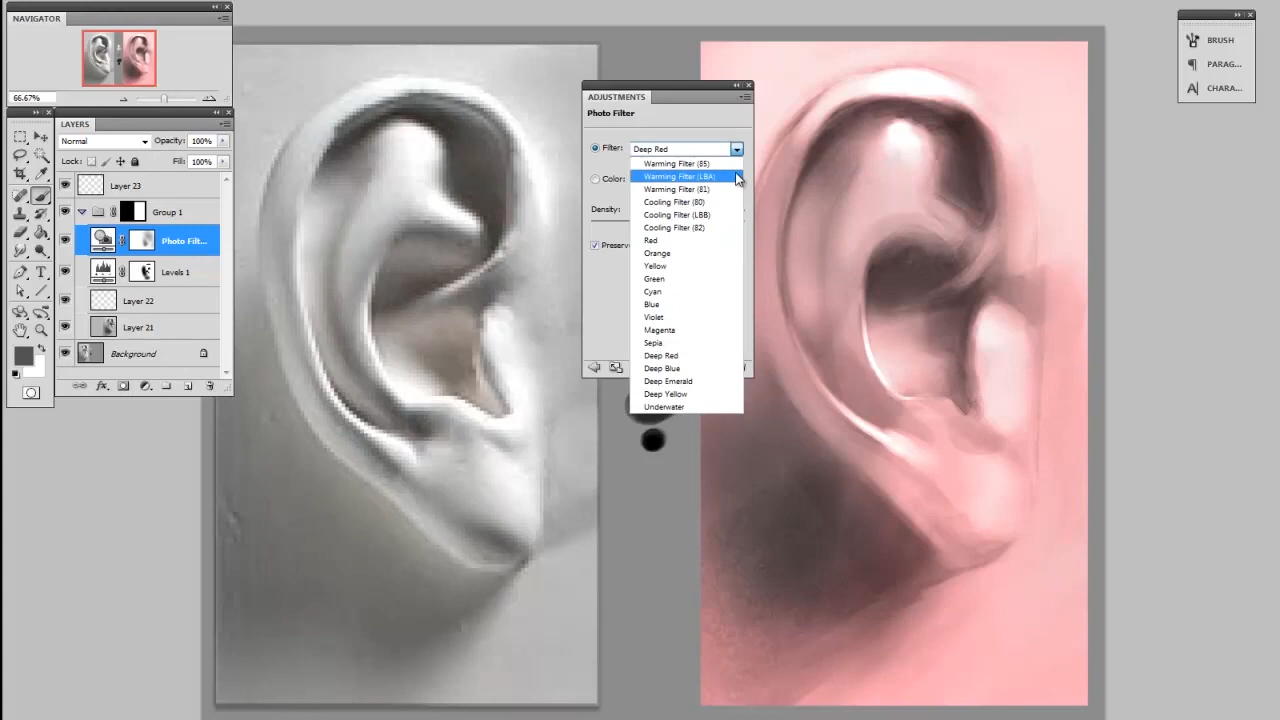 NAVIGATOR
66.67%
LAYERS
Normal
Opacity: 100%
Lock:
Fill: 100%
Layer 23
Group 1
Photo Filt...
Levels 1
Layer 22
Layer 21
Background
ADJUSTMENTS
Photo Filter
Filter: Deep Red
Color:
Density:
Preserv
Warming Filter (85)
Warming Filter (LBA)
Warming Filter (81)
Cooling Filter (80)
Cooling Filter (LBB)
Cooling Filter (82)
Red
Orange
Yellow
Green
Cyan
Blue
Violet
Magenta
Sepia
Deep Red
Deep Blue
Deep Emerald
Deep Yellow
Underwater
BRUSH
PARAG...
CHARA...